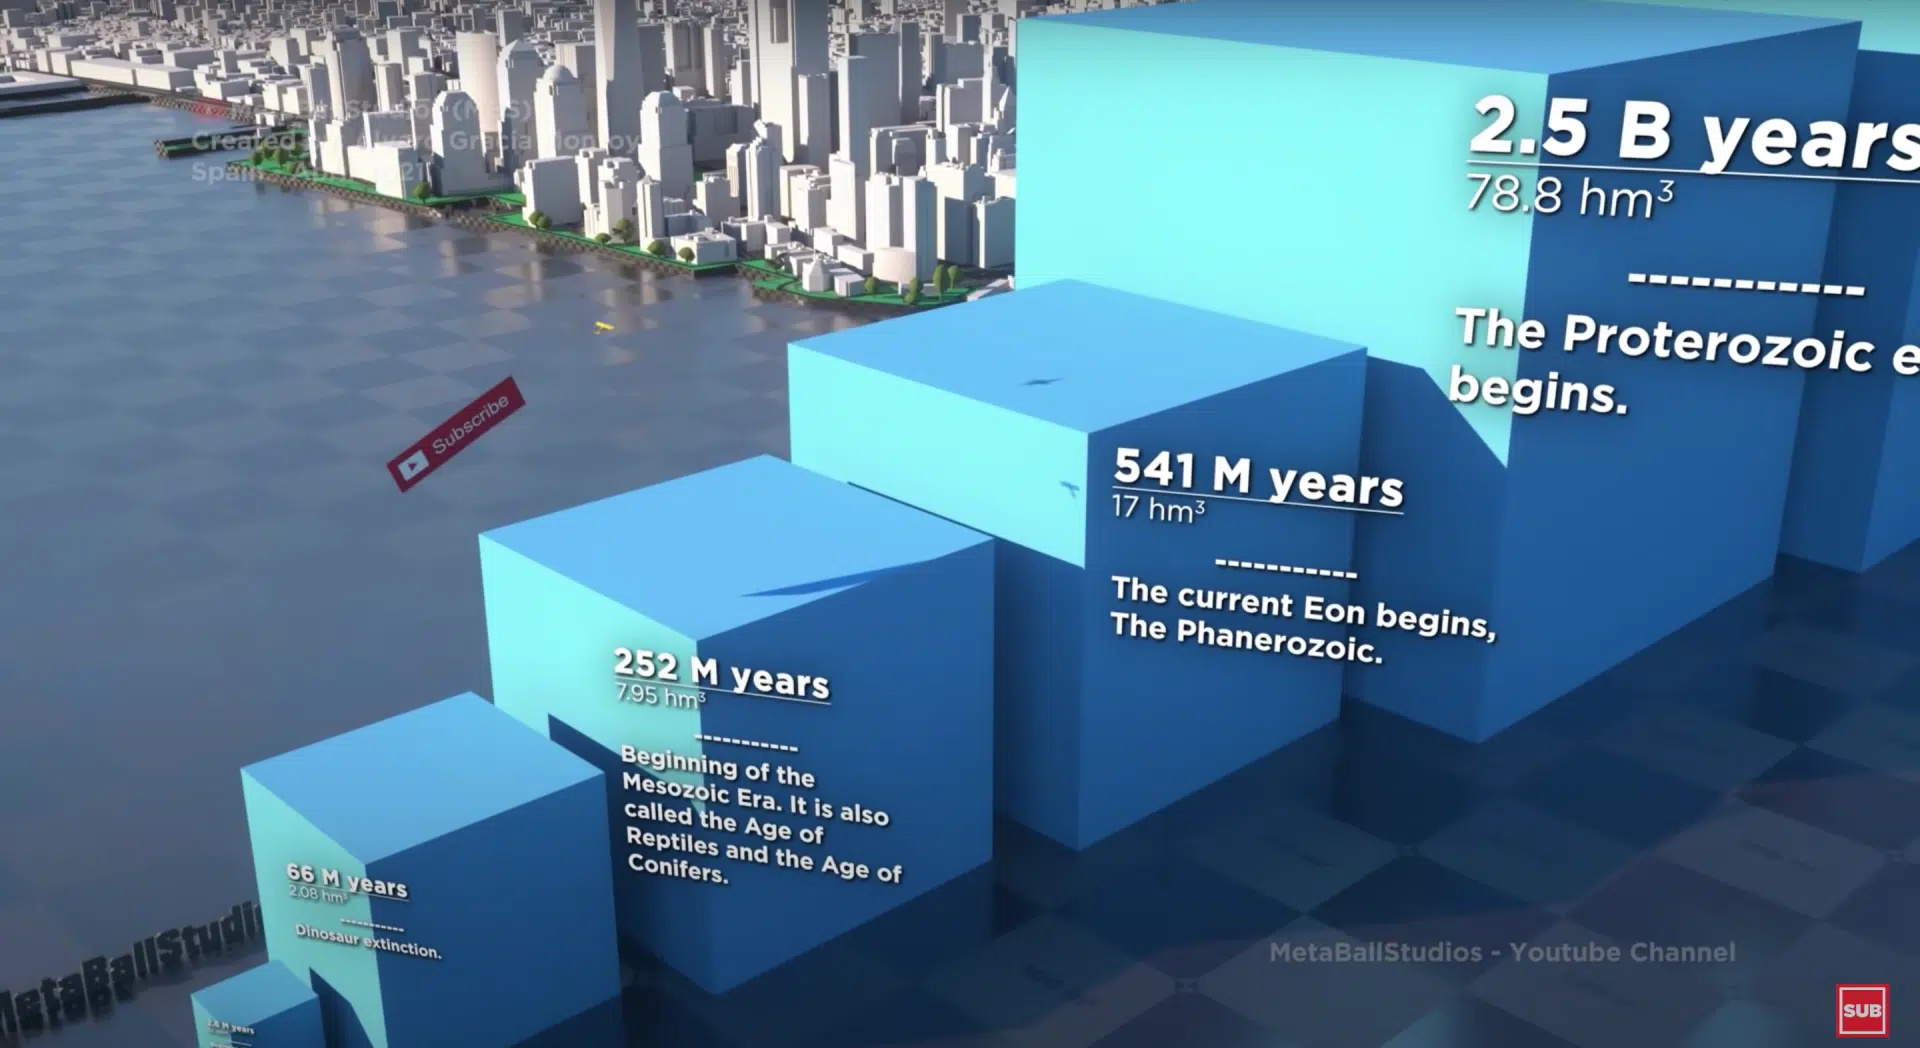 2.5 B years
78.8 hm³
-----------
The Proterozoic e
begins.
Subscribe
541 M years
17 hm³
-----------
The current Eon begins,
The Phanerozoic.
252 M years
7.95 hm³
-----------
Beginning of the
Mesozoic Era. It is also
called the Age of
Reptiles and the Age of
Conifers.
66 M years
2.08 hm³
-----------
Dinosaur extinction.
MetaBallStudi
MetaBallStudios - Youtube Channel
SUB